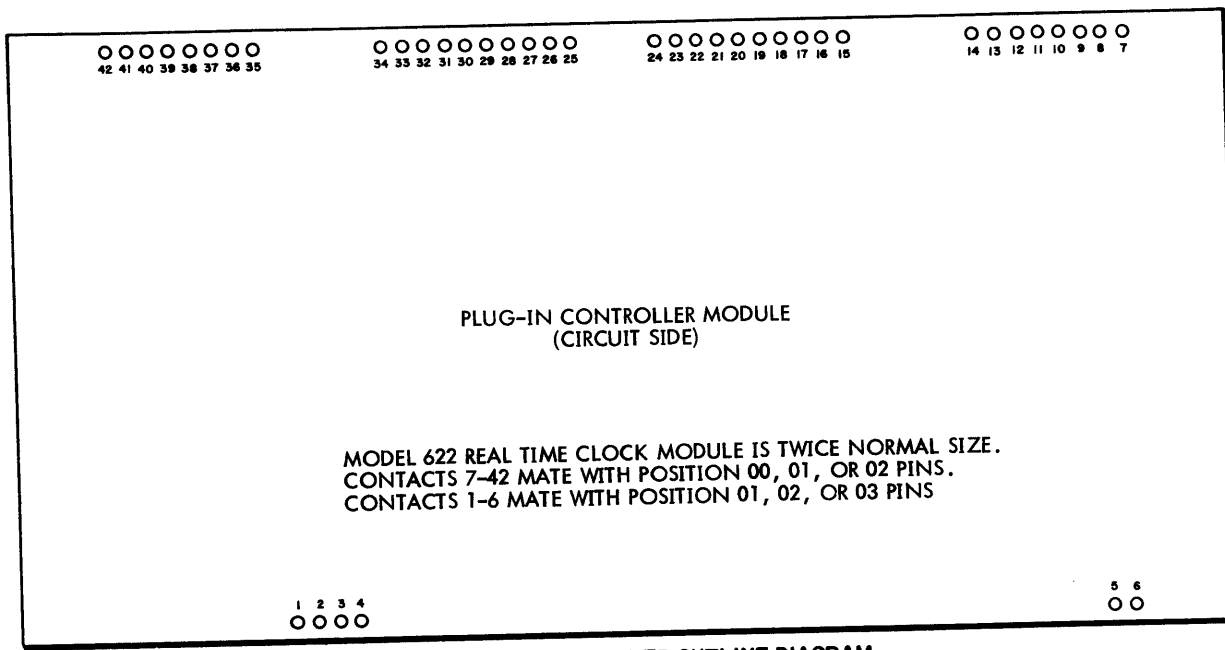 42 41 40 39 38 37 36 35 34 33 32 31 30 29 28 27 26 25 24 23 22 21 20 19 18 17 16 15 14 13 12 11 10 9 8 7
PLUG-IN CONTROLLER MODULE
(CIRCUIT SIDE)
MODEL 622 REAL TIME CLOCK MODULE IS TWICE NORMAL SIZE.
CONTACTS 7-42 MATE WITH POSITION 00, 01, OR 02 PINS.
CONTACTS 1-6 MATE WITH POSITION 01, 02, OR 03 PINS
1 2 3 4 5 6
OUTLINE DIAGRAM